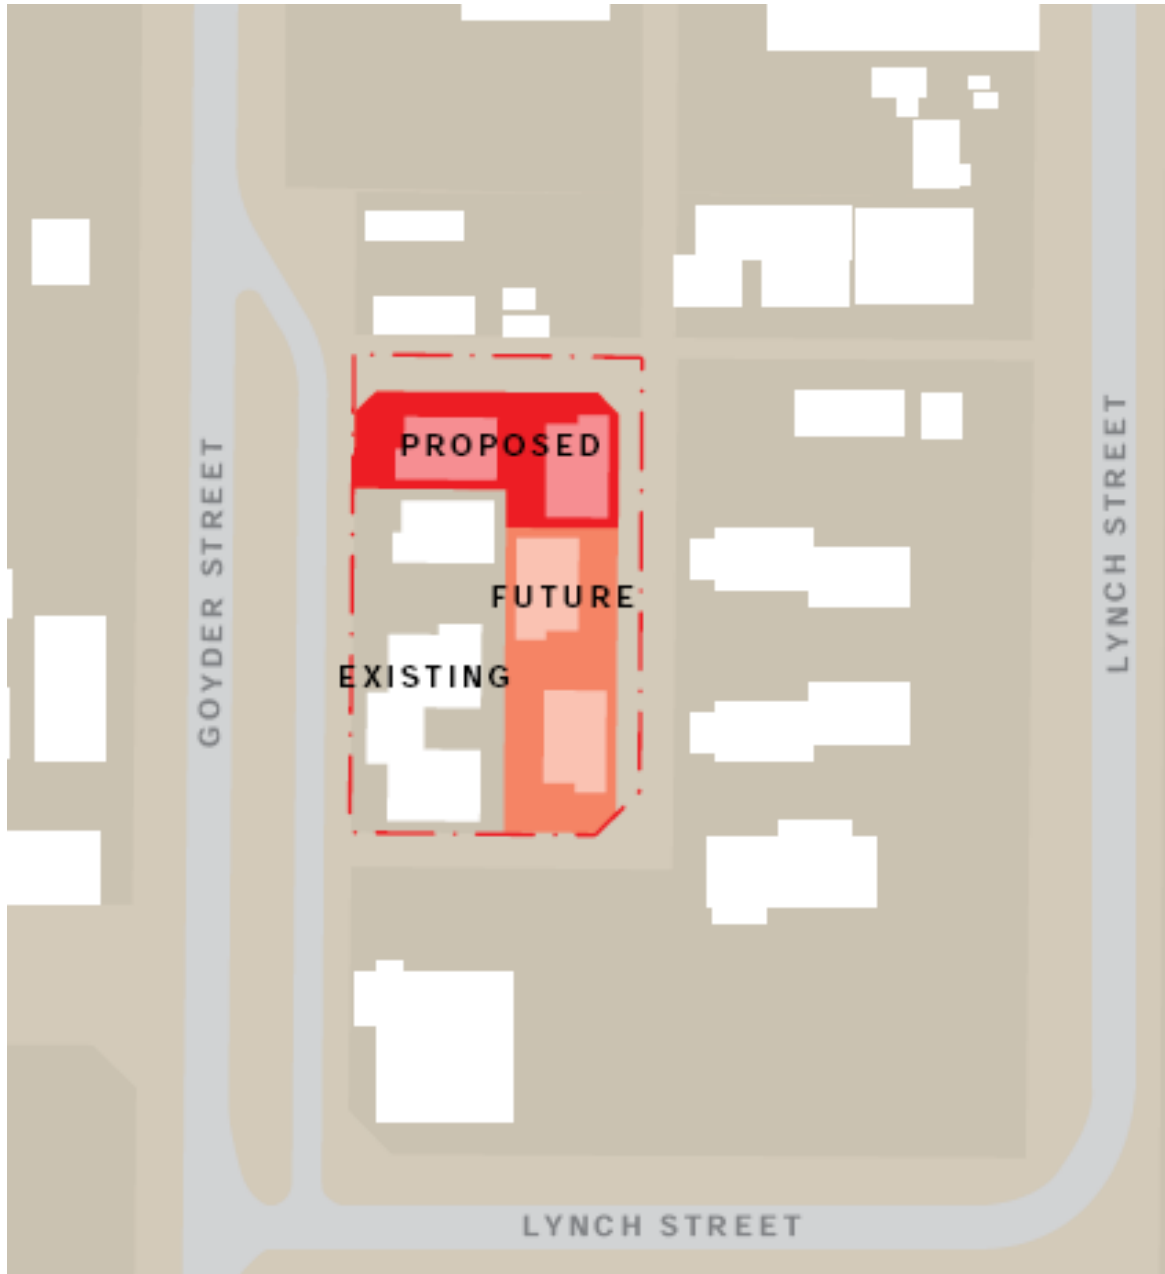 PROPOSED
FUTURE
EXISTING
GOYDER STREET
LYNCH STREET
LYNCH STREET